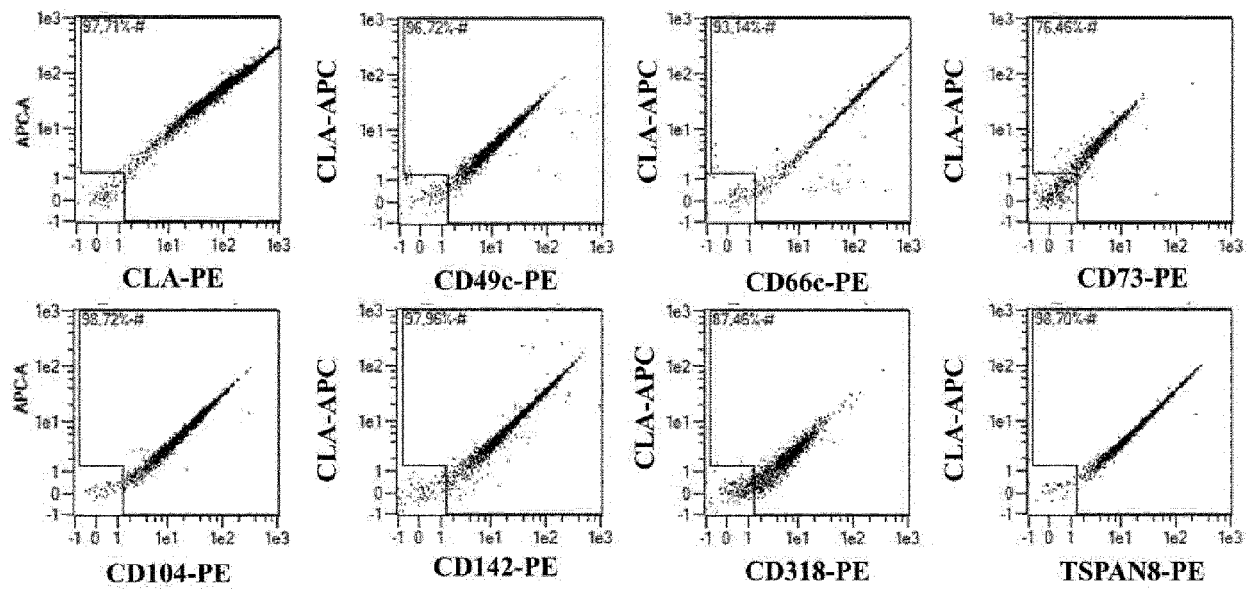 1e3 97,71%-# 1e3 96,72%-# 1e3 93,14%-# 1e3 76,46%-#
1e2 1e2 1e2 1e2
APC-A CLA-APC CLA-APC CLA-APC
1e1 1e1 1e1 1e1
1 1 1 1
0 0 0 0
-1 -1 -1 -1
-1 0 1 1e1 1e2 1e3 -1 0 1 1e1 1e2 1e3 -1 0 1 1e1 1e2 1e3 -1 0 1 1e1 1e2 1e3
CLA-PE CD49c-PE CD66c-PE CD73-PE
1e3 98,72%-# 1e3 97,96%-# 1e3 87,46%-# 1e3 98,70%-#
1e2 1e2 1e2 1e2
APC-A CLA-APC CLA-APC CLA-APC
1e1 1e1 1e1 1e1
1 1 1 1
0 0 0 0
-1 -1 -1 -1
-1 0 1 1e1 1e2 1e3 -1 0 1 1e1 1e2 1e3 -1 0 1 1e1 1e2 1e3 -1 0 1 1e1 1e2 1e3
CD104-PE CD142-PE CD318-PE TSPAN8-PE